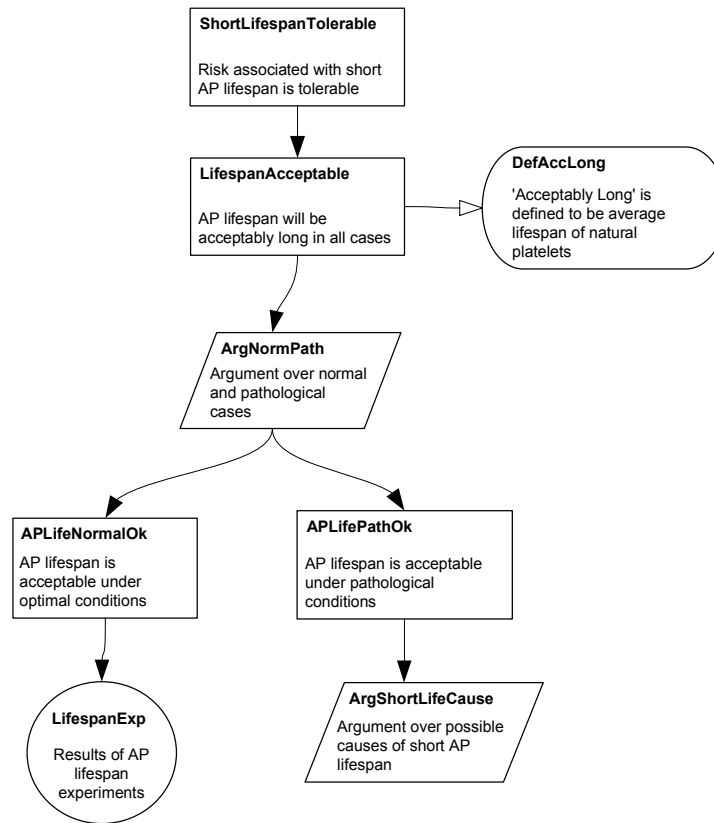 ShortLifespanTolerable
Risk associated with short
AP lifespan is tolerable
LifespanAcceptable
AP lifespan will be
acceptably long in all cases
DefAccLong
'Acceptably Long' is
defined to be average
lifespan of natural
platelets
ArgNormPath
Argument over normal
and pathological
cases
APLifeNormalOk
AP lifespan is
acceptable under
optimal conditions
APLifePathOk
AP lifespan is acceptable
under pathological
conditions
LifespanExp
Results of AP
lifespan
experiments
ArgShortLifeCause
Argument over possible
causes of short AP
lifespan